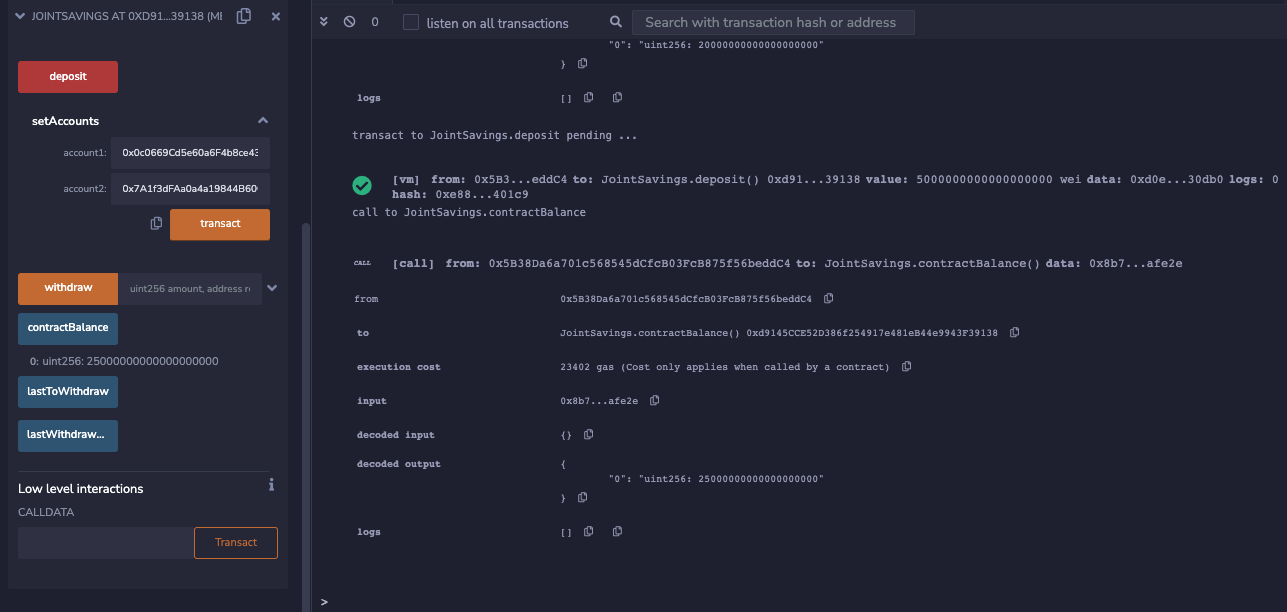 JOINTSAVINGS AT 0XD91...39138 (ME
deposit
setAccounts
account1: 0x0c0669Cd5e60a6F4b8ce43
account2: 0x7A1f3dFAa0a4a19844B60
transact
withdraw uint256 amount, address re
contractBalance
0: uint256: 25000000000000000000
lastToWithdraw
lastWithdraw...
Low level interactions
CALLDATA
Transact
0 listen on all transactions Search with transaction hash or address
"0": "uint256: 20000000000000000000"
}
logs []
transact to JointSavings.deposit pending ...
[vm] from: 0x5B3...eddC4 to: JointSavings.deposit() 0xd91...39138 value: 5000000000000000000 wei data: 0xd0e...30db0 logs: 0
hash: 0xe88...401c9
call to JointSavings.contractBalance
CALL [call] from: 0x5B38Da6a701c568545dCfcB03FcB875f56beddC4 to: JointSavings.contractBalance() data: 0x8b7...afe2e
from 0x5B38Da6a701c568545dCfcB03FcB875f56beddC4
to JointSavings.contractBalance() 0xd9145CCE52D386f254917e481eB44e9943F39138
execution cost 23402 gas (Cost only applies when called by a contract)
input 0x8b7...afe2e
decoded input {}
decoded output {
"0": "uint256: 25000000000000000000"
}
logs []
>